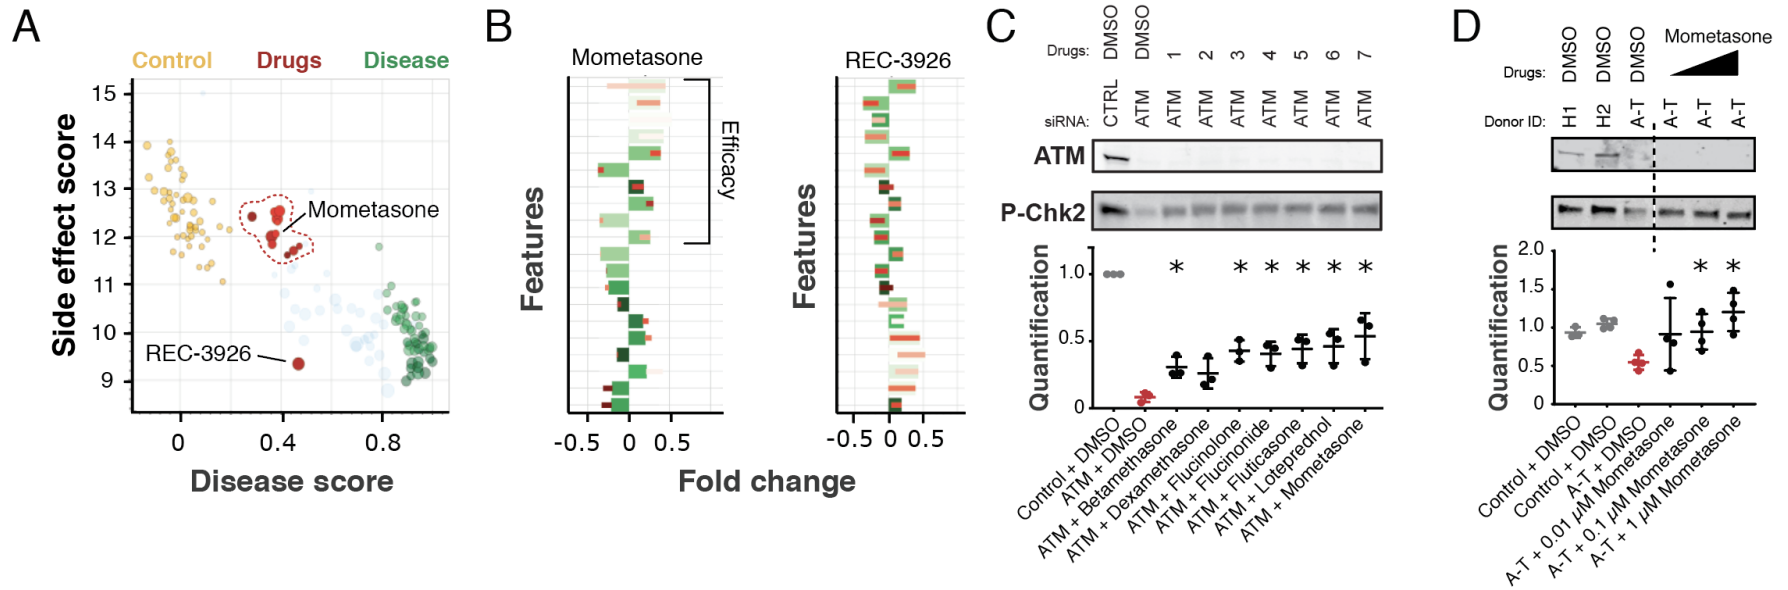 A
Control
Drugs
Disease
Side effect score
15
14
13
12
11
10
9
Mometasone
REC-3926
0
0.4
0.8
Disease score
B
Mometasone
REC-3926
Efficacy
Features
Features
-0.5
0
0.5
-0.5
0
0.5
Fold change
C
Drugs:
DMSO
DMSO
1
2
3
4
5
6
7
siRNA:
CTRL
ATM
ATM
ATM
ATM
ATM
ATM
ATM
ATM
ATM
P-Chk2
Quantification
1.0
0.5
0
*
*
*
*
*
*
Control + DMSO
ATM + DMSO
ATM + Betamethasone
ATM + Dexamethasone
ATM + Flucinolone
ATM + Flucinonide
ATM + Fluticasone
ATM + Loteprednol
ATM + Mometasone
D
Mometasone
Drugs:
DMSO
DMSO
DMSO
Donor ID:
H1
H2
A-T
A-T
A-T
A-T
Quantification
2.0
1.5
1.0
0.5
0
*
*
Control + DMSO
Control + DMSO
A-T + DMSO
A-T + 0.01 µM Mometasone
A-T + 0.1 µM Mometasone
A-T + 1 µM Mometasone